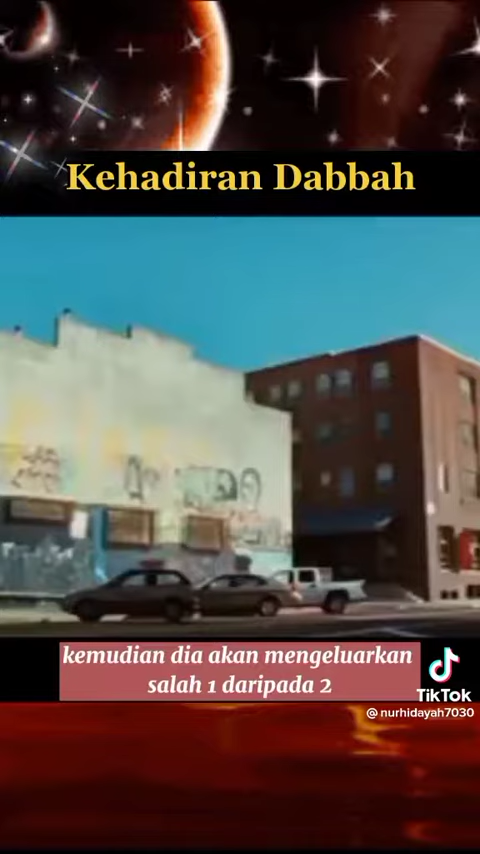 Kehadiran Dabbah
kemudian dia akan mengeluarkan
salah 1 daripada 2
TikTok
@nurhidayah7030